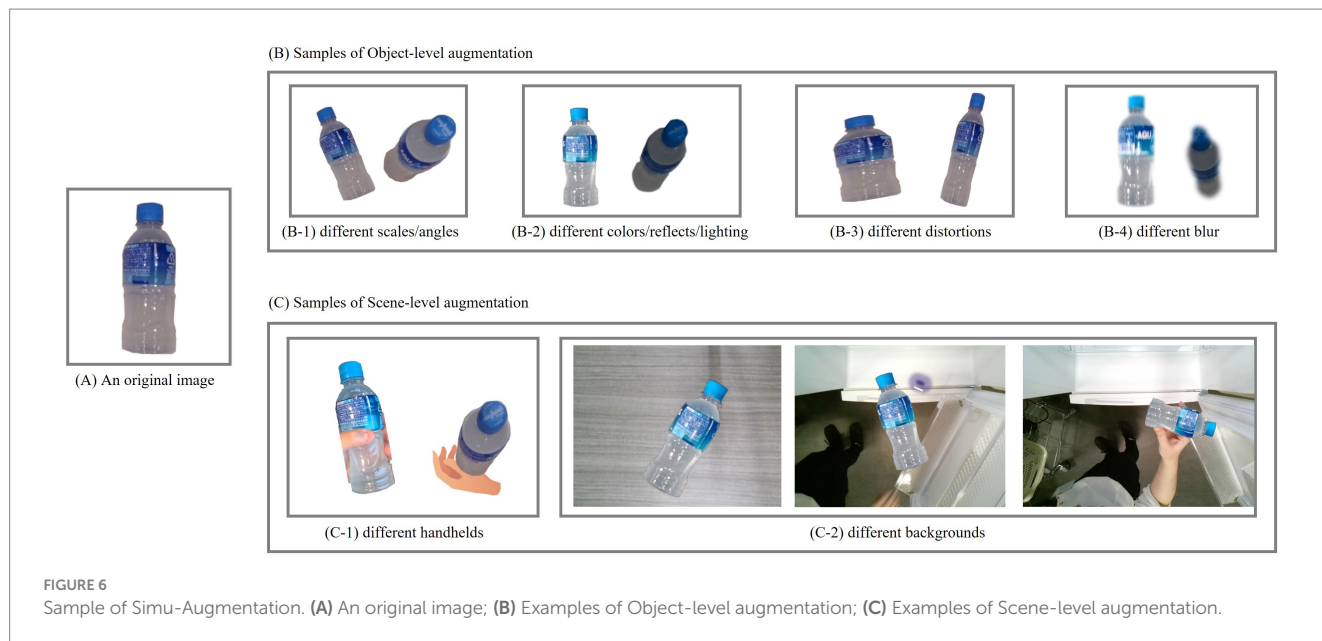 (B) Samples of Object-level augmentation
AQU
(B-1) different scales/angles
(B-2) different colors/reflects/lighting
(B-3) different distortions
(B-4) different blur
(A) An original image
(C) Samples of Scene-level augmentation
(C-1) different handhelds
(C-2) different backgrounds
FIGURE 6
Sample of Simu-Augmentation. (A) An original image; (B) Examples of Object-level augmentation; (C) Examples of Scene-level augmentation.